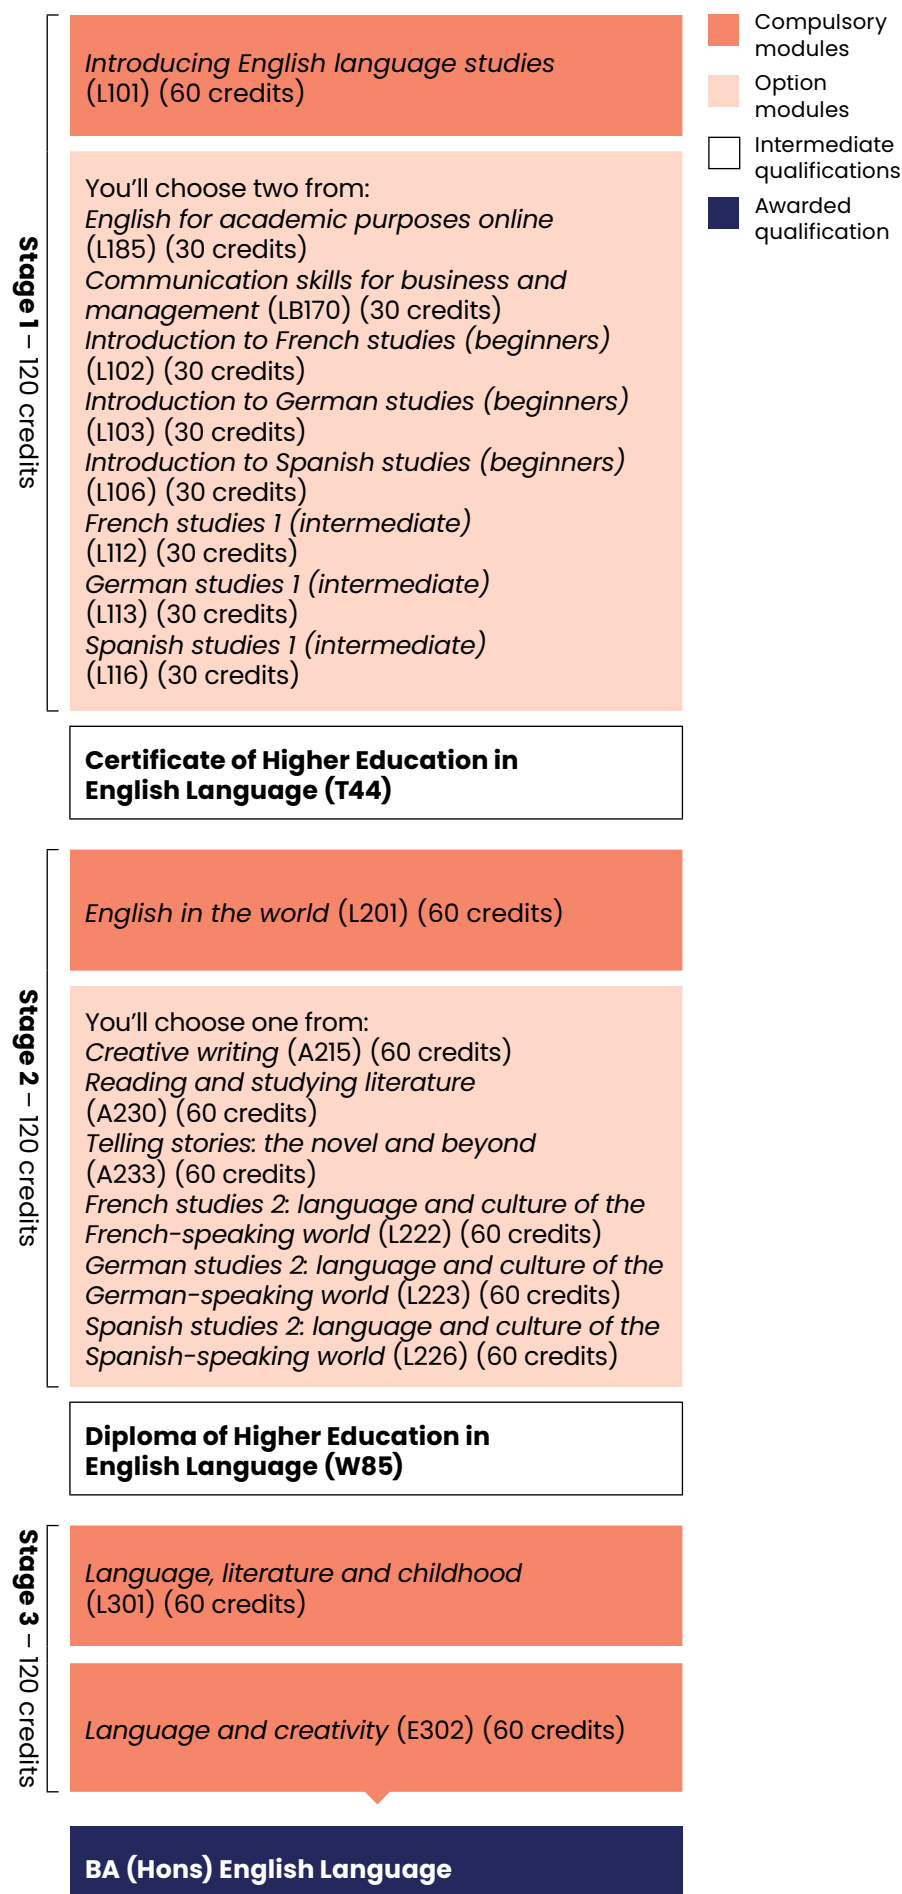 Introducing English language studies
(L101) (60 credits)
You'll choose two from:
English for academic purposes online
(L185) (30 credits)
Communication skills for business and
management (LB170) (30 credits)
Introduction to French studies (beginners)
(L102) (30 credits)
Introduction to German studies (beginners)
(L103) (30 credits)
Introduction to Spanish studies (beginners)
(L106) (30 credits)
French studies 1 (intermediate)
(L112) (30 credits)
German studies 1 (intermediate)
(L113) (30 credits)
Spanish studies 1 (intermediate)
(L116) (30 credits)
Stage 1 – 120 credits
Certificate of Higher Education in
English Language (T44)
English in the world (L201) (60 credits)
You'll choose one from:
Creative writing (A215) (60 credits)
Reading and studying literature
(A230) (60 credits)
Telling stories: the novel and beyond
(A233) (60 credits)
French studies 2: language and culture of the
French-speaking world (L222) (60 credits)
German studies 2: language and culture of the
German-speaking world (L223) (60 credits)
Spanish studies 2: language and culture of the
Spanish-speaking world (L226) (60 credits)
Stage 2 – 120 credits
Diploma of Higher Education in
English Language (W85)
Language, literature and childhood
(L301) (60 credits)
Language and creativity (E302) (60 credits)
Stage 3 – 120 credits
BA (Hons) English Language
Compulsory
modules
Option
modules
Intermediate
qualifications
Awarded
qualification